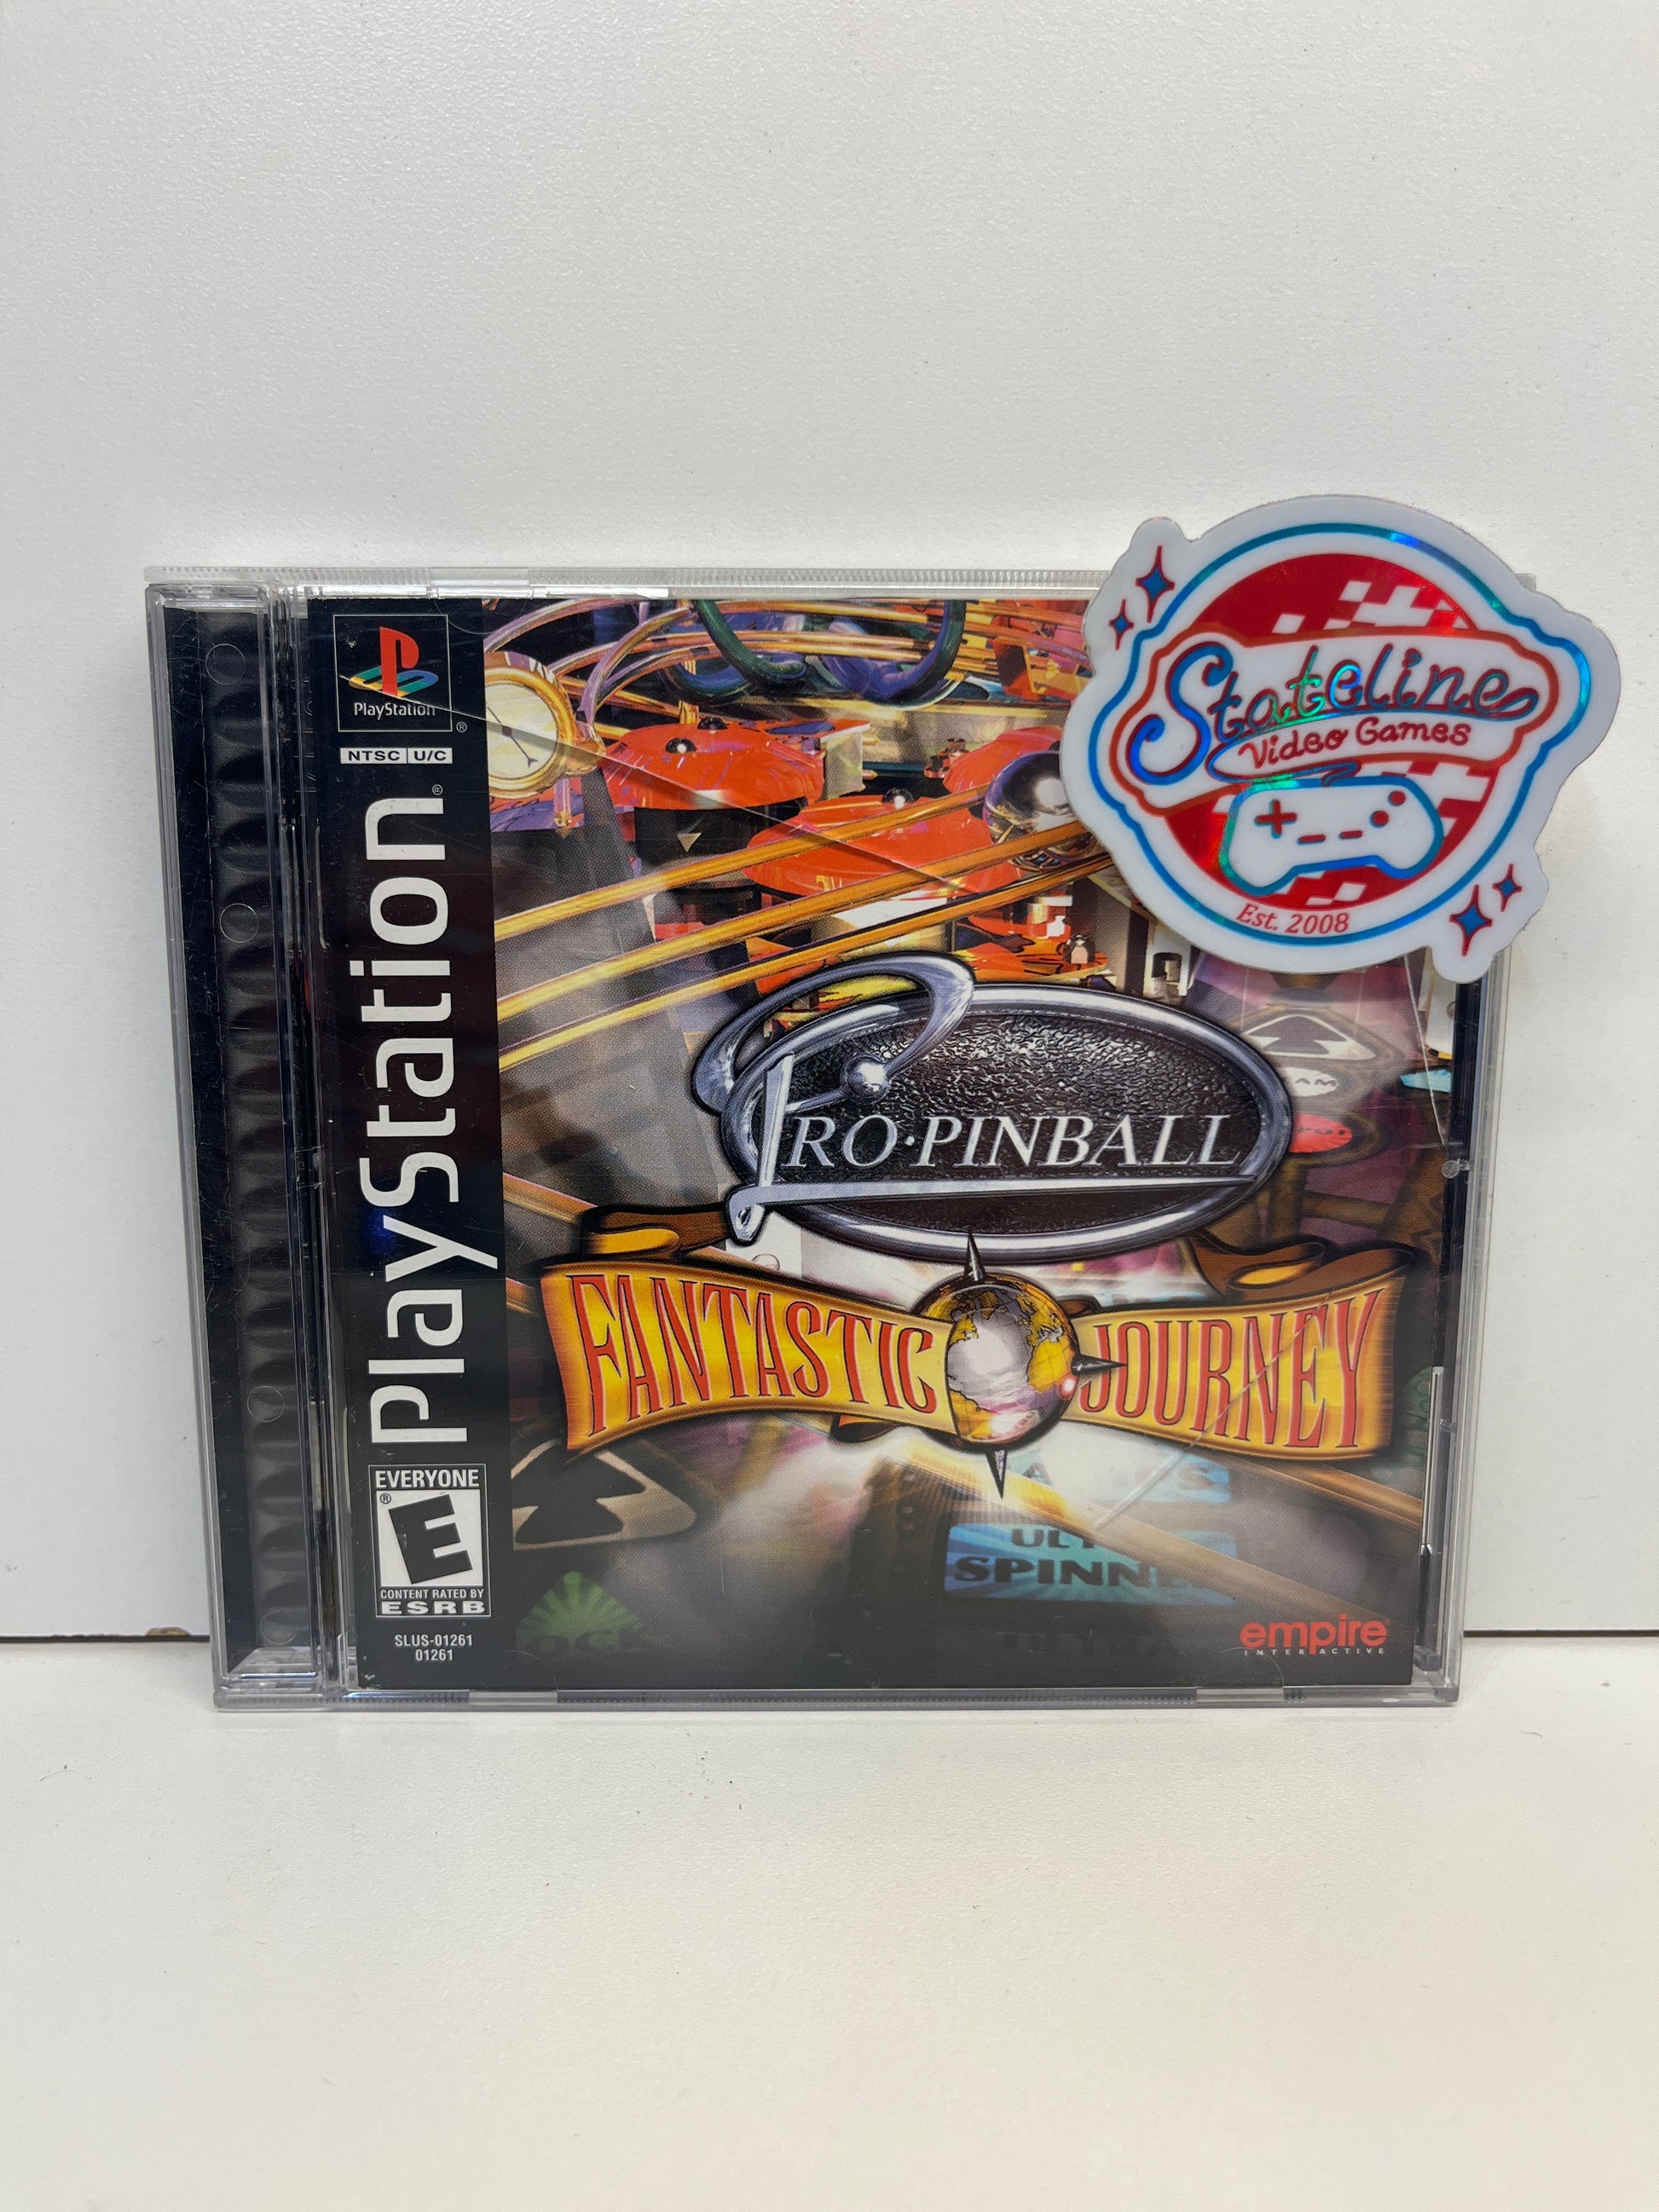 PlayStation
®
NTSC U/C
PlayStation®
EVERYONE
®
E
CONTENT RATED BY
ESRB
SLUS-01261
01261
Stateline
Video Games
Est. 2008
PRO·PINBALL
FANTASTIC JOURNEY
SPINN
empire
INTERACTIVE